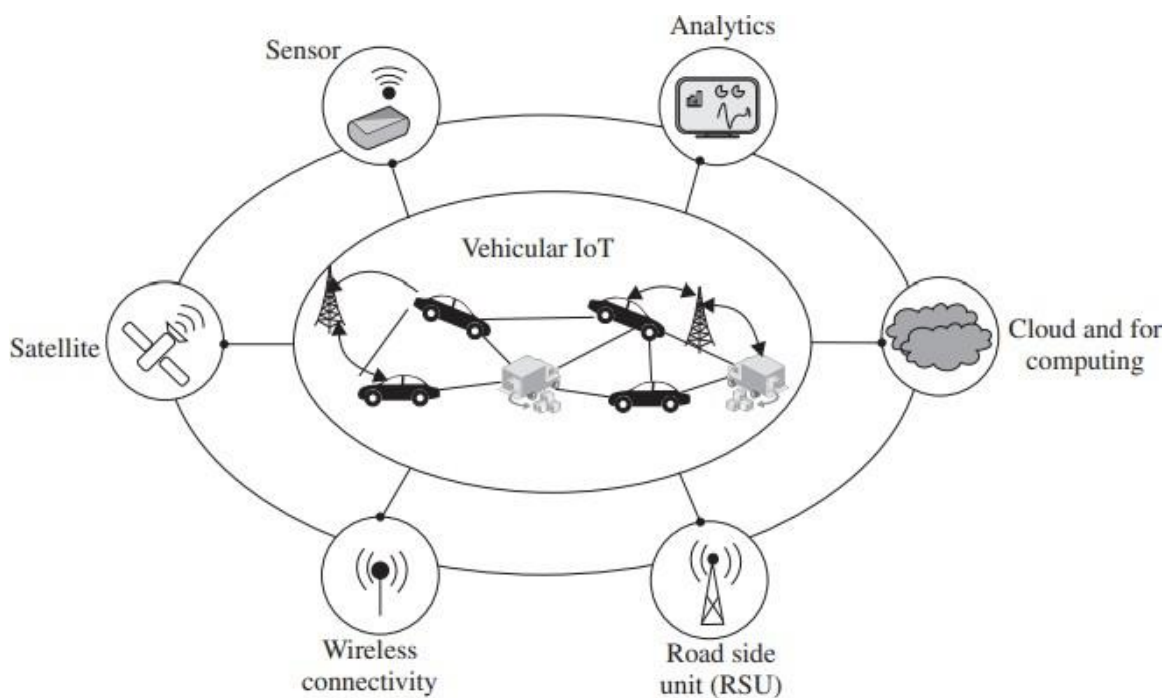 Analytics
Sensor
Vehicular IoT
Satellite
Cloud and for
computing
Wireless
connectivity
Road side
unit (RSU)